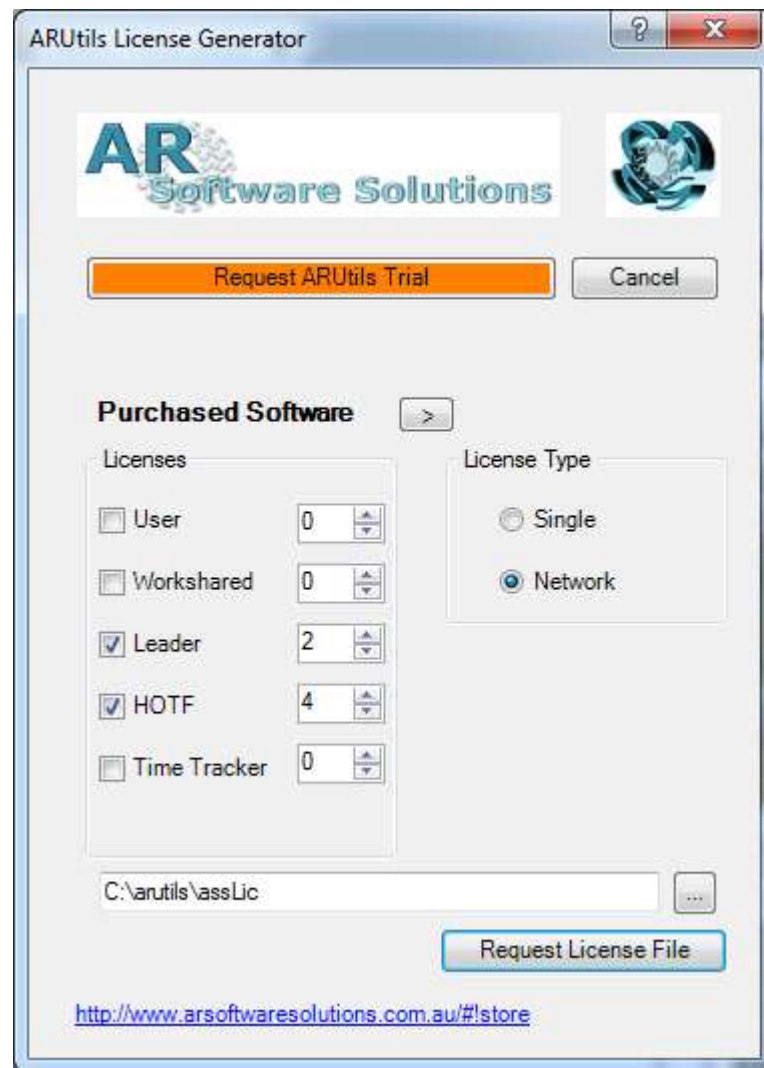 ARUtils License Generator
AR
Software Solutions
Request ARUtils Trial
Cancel
Purchased Software
>
Licenses
License Type
User
0
Single
Workshared
0
Network
Leader
2
HOTF
4
Time Tracker
0
C:\arutils\assLic
...
Request License File
http://www.arsoftwaresolutions.com.au/#!store